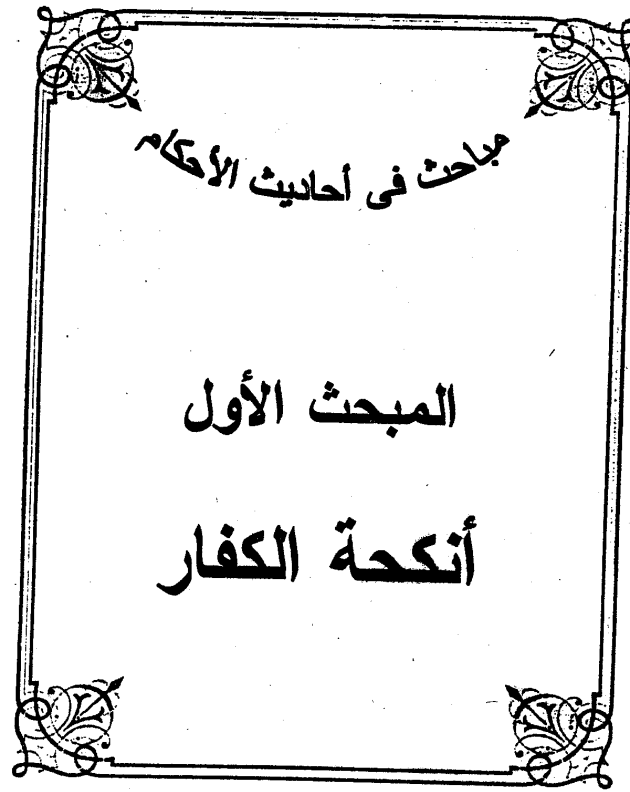 مباحث فى أحاديث الأحكام
المبحث الأول
أنكحة الكفار